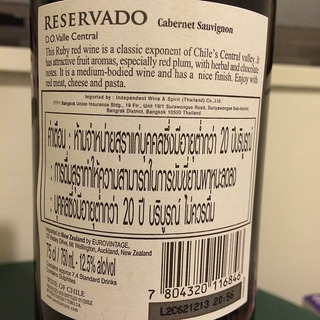 RESERVADO Cabernet Sauvignon
D.O.Valle Central
This Ruby red wine is a classic exponent of Chile's Central valley. It
has attractive fruit aromas, especially red plum, with herbal and chocolate
notes. It is a medium-bodied wine and has a nice finish. Enjoy with
red meat, cheese and pasta.
Imported by : Independent Wine & Spirit (Thailand) Co.,Ltd.
Bangkok Union Insurance Bldg., 19 Fl., Unit 19/1 Surawongse Road, Suriyawongse Sub-district,
Bangrak District, Bangkok 10500 Thailand
คำเตือน : ห้ามจำหน่ายสุราแก่บุคคลซึ่งมีอายุต่ำกว่า 20 ปีบริบูรณ์
- การดื่มสุราทำให้ความสามารถในการขับขี่ยานพาหนะลดลง
- บุคคลซึ่งมีอายุต่ำกว่า 20 ปี บริบูรณ์ ไม่ควรดื่ม
Imported in New Zealand by EUROVINTAGE,
Drive, Mt Wellington, Auckland, New Zealand
75 cl / 750 ml - 12.5% alc/vol
Contains approx. 7,4 Standard Drinks
WINE OF CHILE
7 804320 116846
L2C621213 20:56